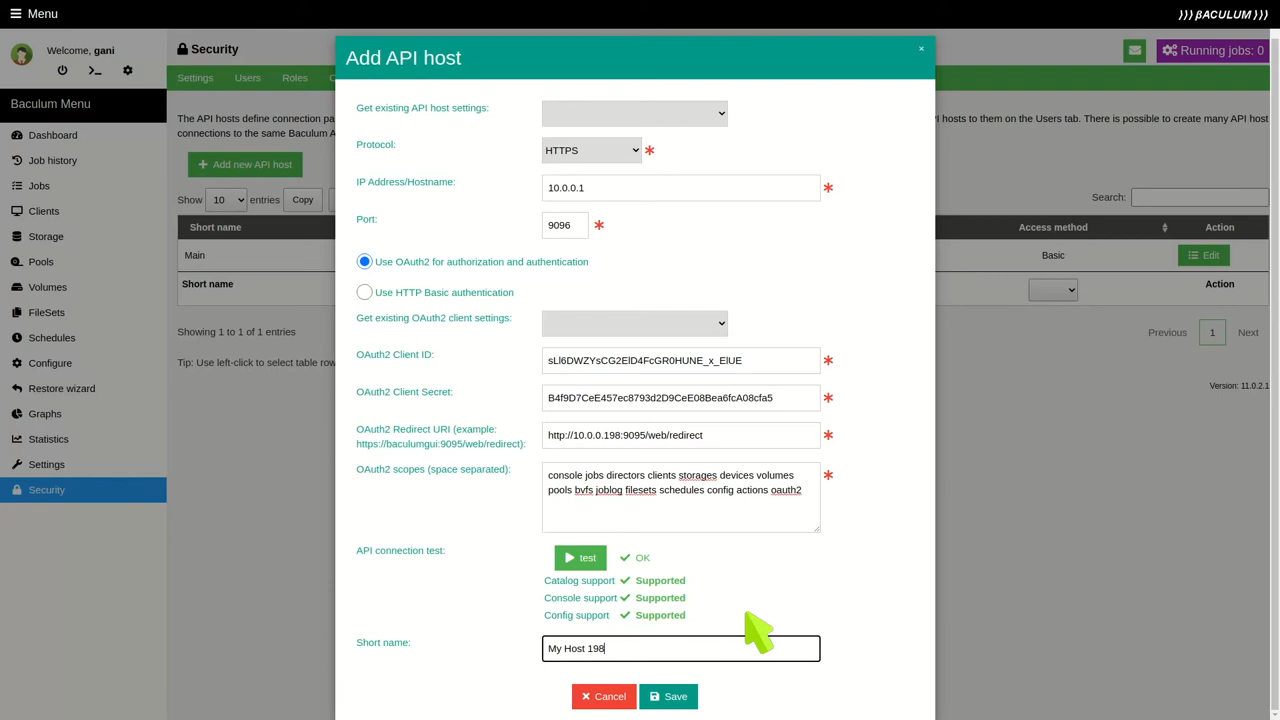 Menu
))) βACULUM)))
Welcome, gani
Baculum Menu
Dashboard
Job history
Jobs
Clients
Storage
Pools
Volumes
FileSets
Schedules
Configure
Restore wizard
Graphs
Statistics
Settings
Security
Security
Running jobs: 0
Settings Users Roles C
The API hosts define connection pa
PI hosts to them on the Users tab. There is possible to create many API host
connections to the same Baculum A
Add new API host
Show 10 entries Copy
Search:
Short name Access method Action
Main Basic Edit
Short name Action
Showing 1 to 1 of 1 entries
Previous 1 Next
Tip: Use left-click to select table row
Version: 11.0.2.1
Add API host
×
Get existing API host settings:
Protocol: HTTPS
IP Address/Hostname: 10.0.0.1
Port: 9096
Use OAuth2 for authorization and authentication
Use HTTP Basic authentication
Get existing OAuth2 client settings:
OAuth2 Client ID: sLl6DWZYsCG2ElD4FcGR0HUNE_x_ElUE
OAuth2 Client Secret: B4f9D7CeE457ec8793d2D9CeE08Bea6fcA08cfa5
OAuth2 Redirect URI (example:
https://baculumgui:9095/web/redirect):
http://10.0.0.198:9095/web/redirect
OAuth2 scopes (space separated):
console jobs directors clients storages devices volumes
pools bvfs joblog filesets schedules config actions oauth2
API connection test: test OK
Catalog support Supported
Console support Supported
Config support Supported
Short name: My Host 198
Cancel Save